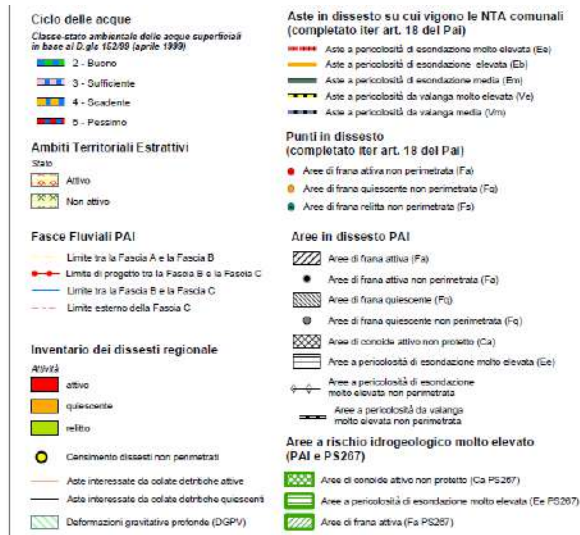 Ciclo delle acque
Classe-stato ambientale delle acque superficiali
in base al D.gls 152/99 (aprile 1999)
2 - Buono
3 - Sufficiente
4 - Scadente
5 - Pessimo
Ambiti Territoriali Estrattivi
Stato
Attivo
Non attivo
Fasce Fluviali PAI
Limite tra la Fascia A e la Fascia B
Limite di progetto tra la Fascia B e la Fascia C
Limite tra la Fascia B e la Fascia C
Limite esterno della Fascia C
Inventario dei dissesti regionale
Attività
attivo
quiescente
relitto
Censimento dissesti non perimetrati
Aste interessate da colate detritiche attive
Aste interessate da colate detritiche quiescenti
Deformazioni gravitative profonde (DGPV)
Aste in dissesto su cui vigono le NTA comunali
(completato iter art. 18 del Pai)
Aste a pericolosità di esondazione molto elevata (Ee)
Aste a pericolosità di esondazione elevata (Eb)
Aste a pericolosità di esondazione media (Em)
Aste a pericolosità da valanga molto elevata (Ve)
Aste a pericolosità da valanga media (Vm)
Punti in dissesto
(completato iter art. 18 del Pai)
Aree di frana attiva non perimetrata (Fa)
Aree di frana quiescente non perimetrata (Fq)
Aree di frana relitta non perimetrata (Fs)
Aree in dissesto PAI
Aree di frana attiva (Fa)
Aree di frana attiva non perimetrata (Fa)
Aree di frana quiescente (Fq)
Aree di frana quiescente non perimetrata (Fq)
Aree di conoide attivo non protetto (Ca)
Aree a pericolosità di esondazione molto elevata (Ee)
Aree a pericolosità di esondazione
molto elevata non perimetrata
Aree a pericolosità da valanga
molto elevata non perimetrata
Aree a rischio idrogeologico molto elevato
(PAI e PS267)
Aree di conoide attivo non protetto (Ca PS267)
Aree a pericolosità di esondazione molto elevata (Ee PS267)
Aree di frana attiva (Fa PS267)